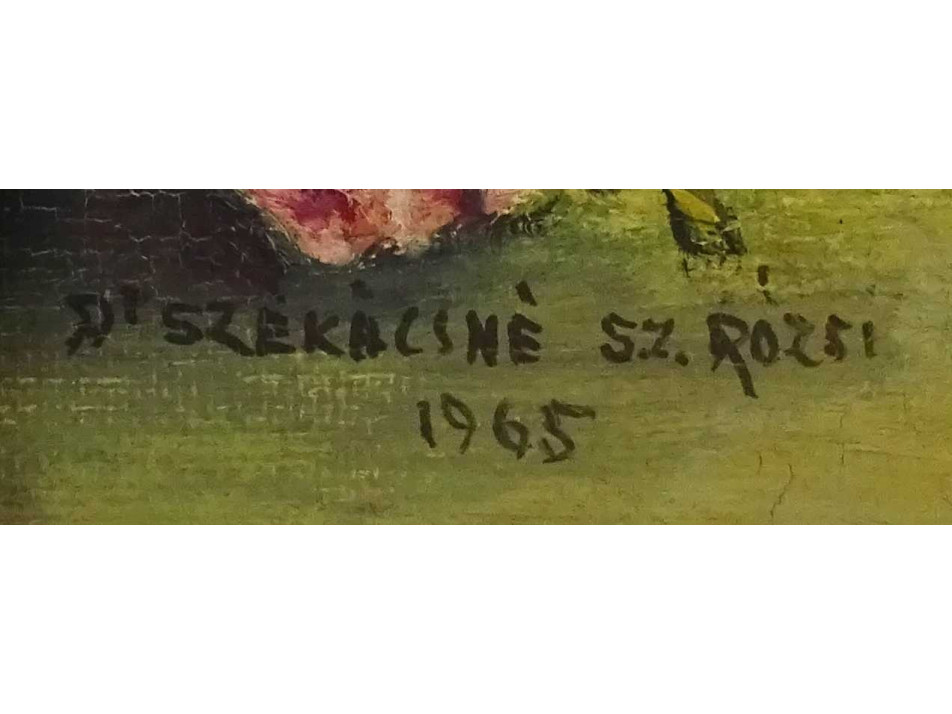 Dr SZÉKÁCSNÉ SZ. RÓZSI
1965